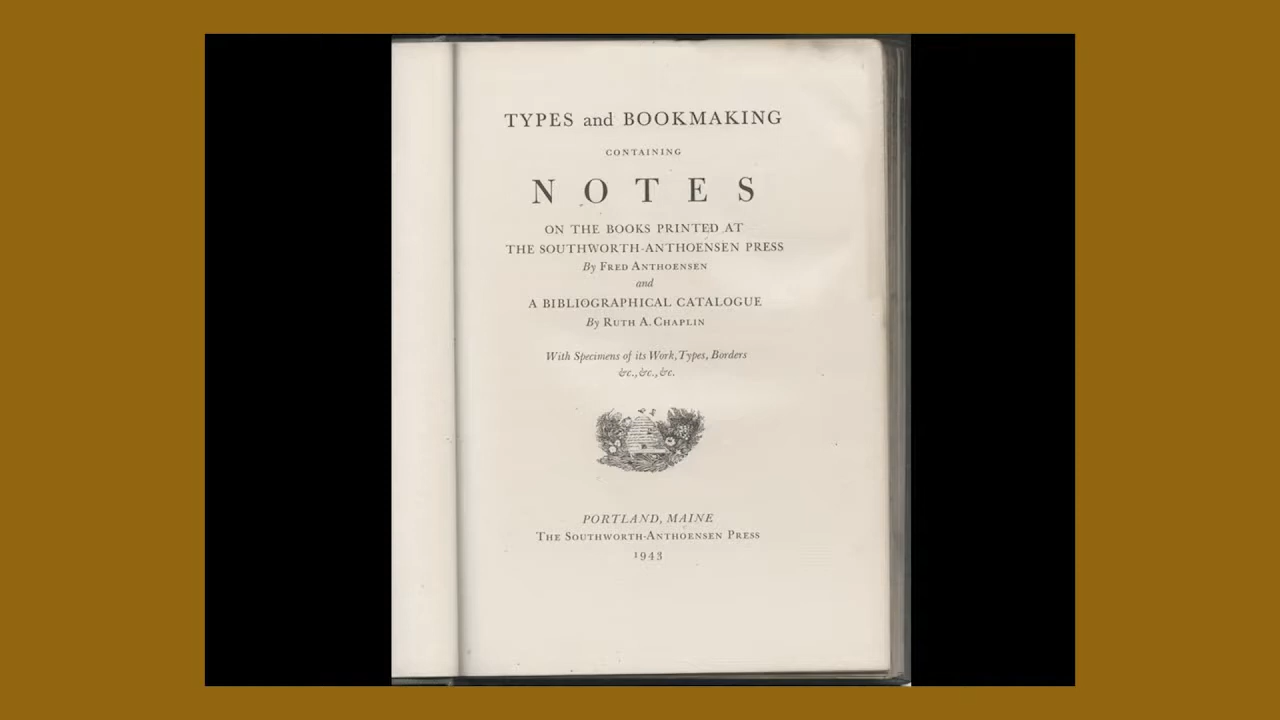 TYPES and BOOKMAKING
CONTAINING
NOTES
ON THE BOOKS PRINTED AT
THE SOUTHWORTH-ANTHOENSEN PRESS
By FRED ANTHOENSEN
and
A BIBLIOGRAPHICAL CATALOGUE
By RUTH A. CHAPLIN
With Specimens of its Work, Types, Borders
&c., &c., &c.
PORTLAND, MAINE
THE SOUTHWORTH-ANTHOENSEN PRESS
1943